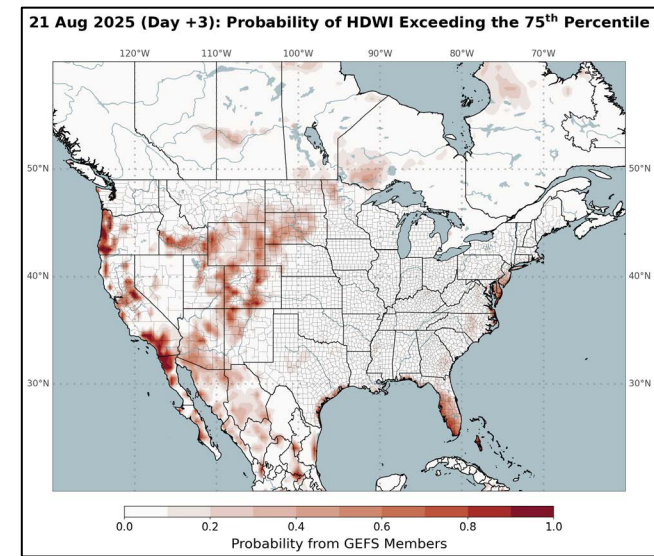 21 Aug 2025 (Day +3): Probability of HDWI Exceeding the 75th Percentile
120°W 110°W 100°W 90°W 80°W 70°W
50°N 50°N
40°N 40°N
30°N 30°N
0.0 0.2 0.4 0.6 0.8 1.0
Probability from GEFS Members